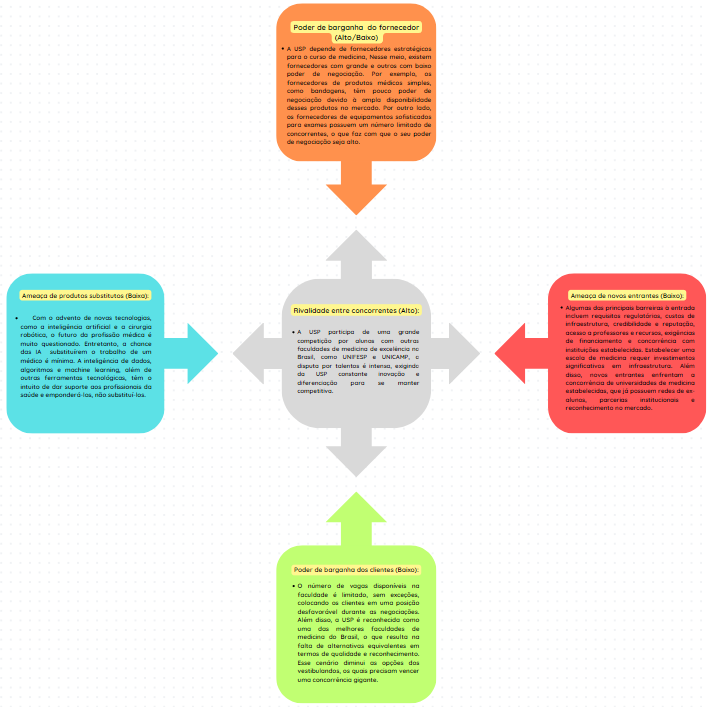 Poder de barganha do fornecedor
(Alto/Baixo)
• A USP depende de fornecedores estratégicos
para o curso de medicina, Nesse meio, existem
fornecedores com grande e outros com baixo
poder de negociação. Por exemplo, os
fornecedores de produtos médicos simples,
como bandagens, têm pouco poder de
negociação devido à ampla disponibilidade
desses produtos no mercado. Por outro lado,
os fornecedores de equipamentos sofisticados
para exames possuem um número limitado de
concorrentes, o que faz com que o seu poder
de negociação seja alto.
Ameaça de produtos substitutos (Baixa):
• Com o advento de novas tecnologias,
como a inteligência artificial e a cirurgia
robótica, o futuro da profissão médica é
muito questionado. Entretanto, a chance
das IA substituírem o trabalho de um
médico é mínima. A inteligência de dados,
algoritmos e machine learning, além de
outras ferramentas tecnológicas, têm o
intuito de dar suporte aos profissionais da
saúde e emponderá-los, não substituí-los.
Rivalidade entre concorrentes (Alto):
• A USP participa de uma grande
competição por alunos com outras
faculdades de medicina de excelência no
Brasil, como UNIFESP e UNICAMP, a
disputa por talentos é intensa, exigindo
da USP constante inovação e
diferenciação para se manter
competitiva.
Ameaça de novos entrantes (Baixo):
• Algumas das principais barreiras à entrada
incluem requisitos regulatórios, custos de
infraestrutura, credibilidade e reputação,
acesso a professores e recursos, exigências
de financiamento e concorrência com
instituições estabelecidas. Estabelecer uma
escola de medicina requer investimentos
significativos em infraestrutura. Além
disso, novos entrantes enfrentam a
concorrência de universidades de medicina
estabelecidas, que já possuem redes de ex-
alunos, parcerias institucionais e
reconhecimento no mercado.
Poder de barganha dos clientes (Baixo):
• O número de vagas disponíveis na
faculdade é limitado, sem exceções,
colocando os clientes em uma posição
desfavorável durante as negociações.
Além disso, a USP é reconhecida como
uma das melhores faculdades de
medicina do Brasil, o que resulta na
falta de alternativas equivalentes em
termos de qualidade e reconhecimento.
Esse cenário diminui as opções dos
vestibulandos, os quais precisam vencer
uma concorrência gigante.